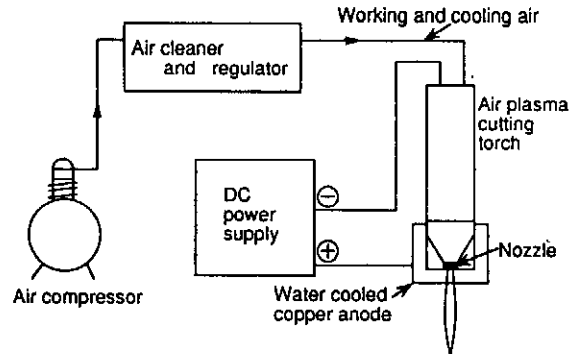 Working and cooling air
Air cleaner
and regulator
Air plasma
cutting
torch
DC
power
supply
⊖
⊕
Nozzle
Air compressor
Water cooled
copper anode